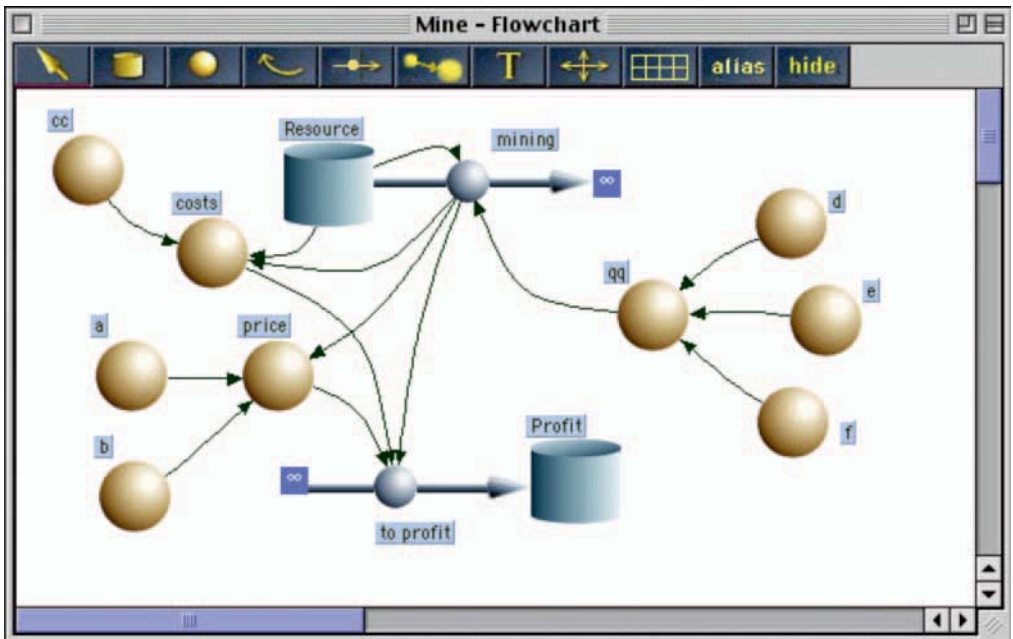 Mine - Flowchart
T alias hide
cc
Resource
mining
∞
costs
d
qq
e
a
price
b
f
Profit
∞
to profit